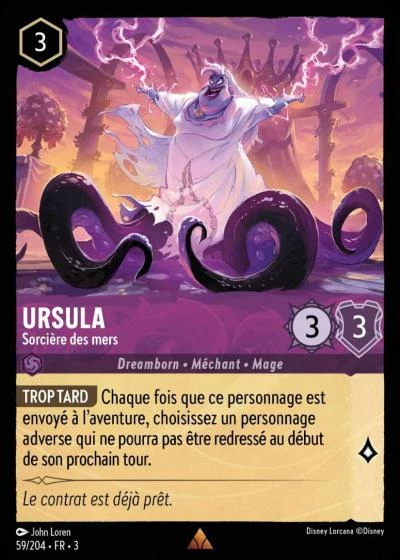 3
URSULA
Sorcière des mers
3
3
Dreamborn • Méchant • Mage
TROP TARD Chaque fois que ce personnage est
envoyé à l'aventure, choisissez un personnage
adverse qui ne pourra pas être redressé au début
de son prochain tour.
Le contrat est déjà prêt.
John Loren
59/204 • FR • 3
Disney Lorcana ©Disney